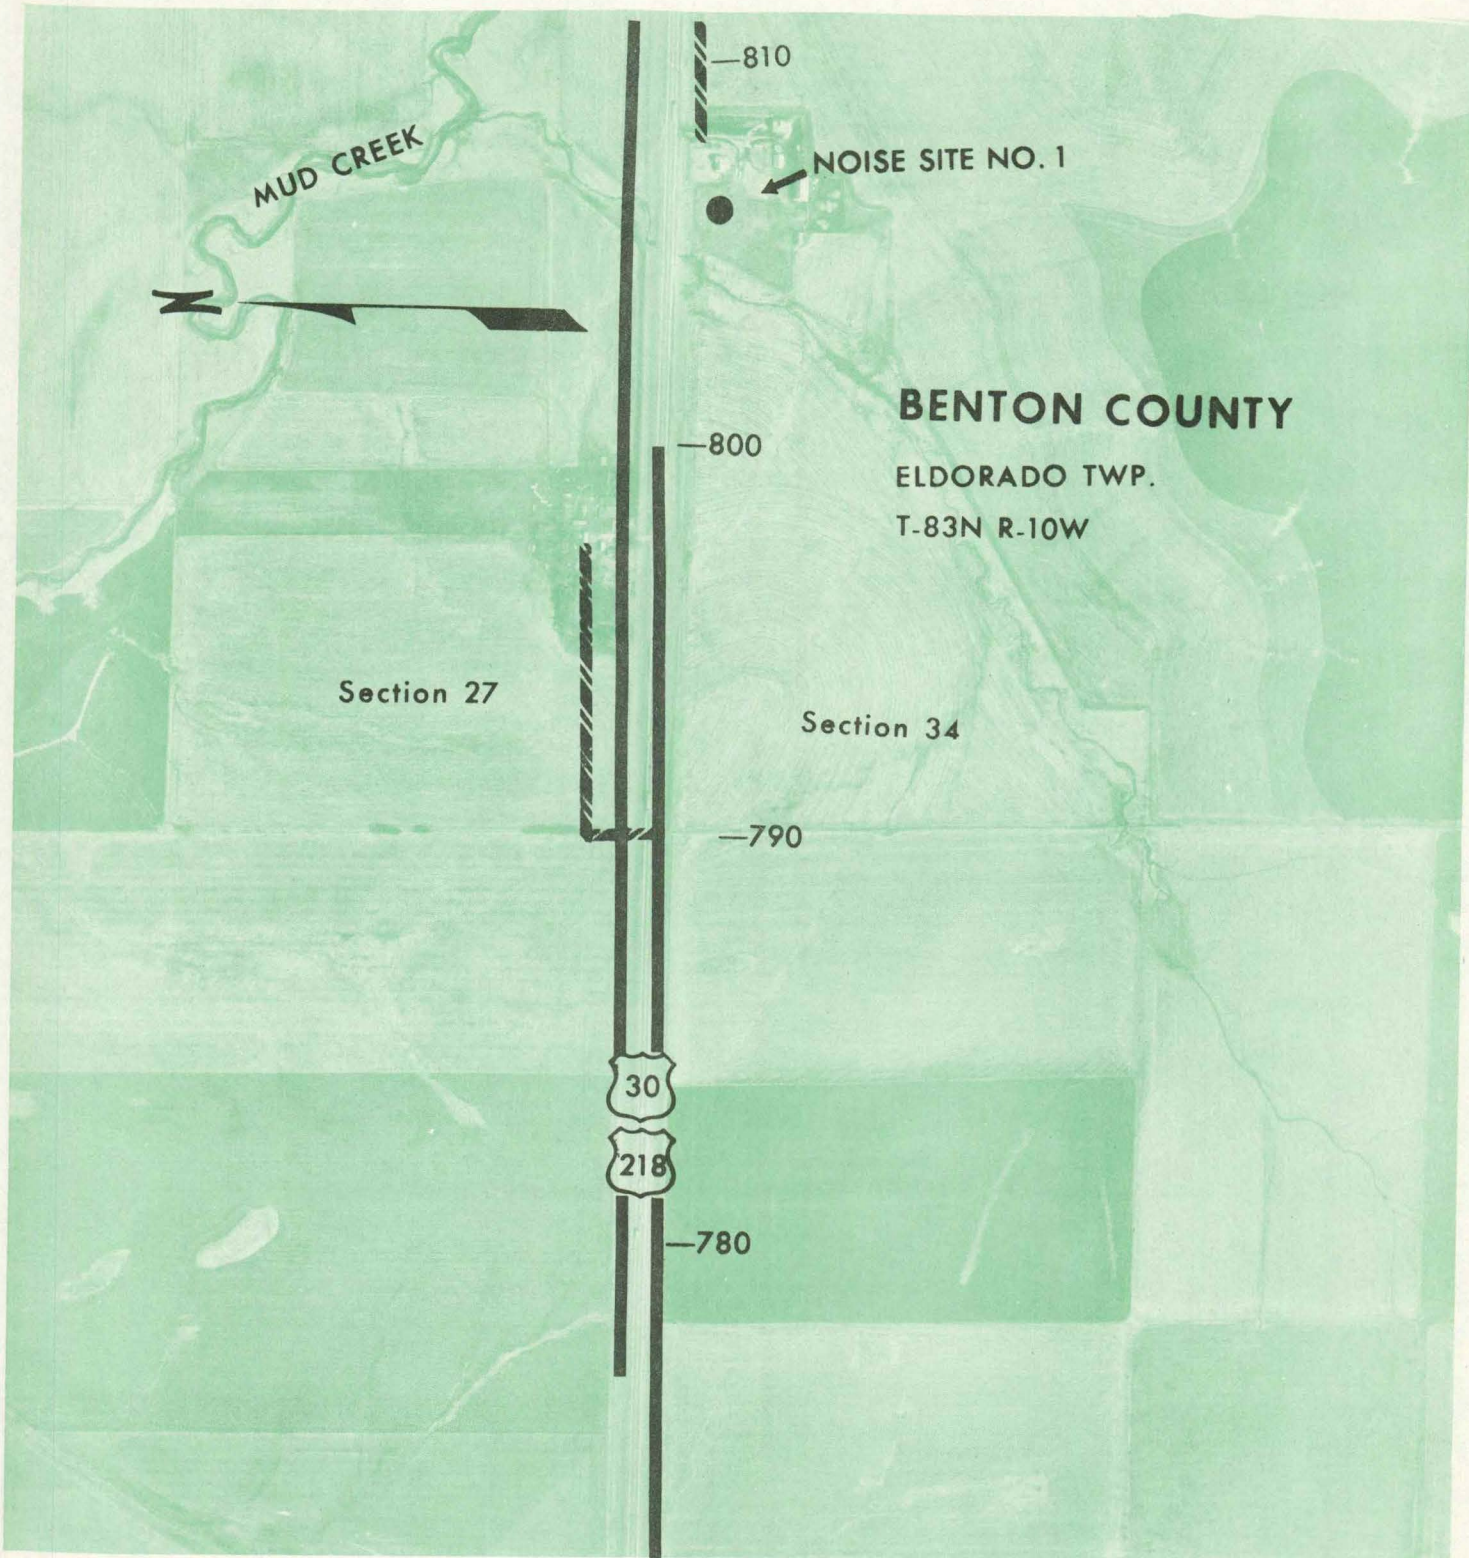 —810
MUD CREEK
NOISE SITE NO. 1
N
BENTON COUNTY
—800
ELDORADO TWP.
T-83N R-10W
Section 27
Section 34
—790
30
218
—780